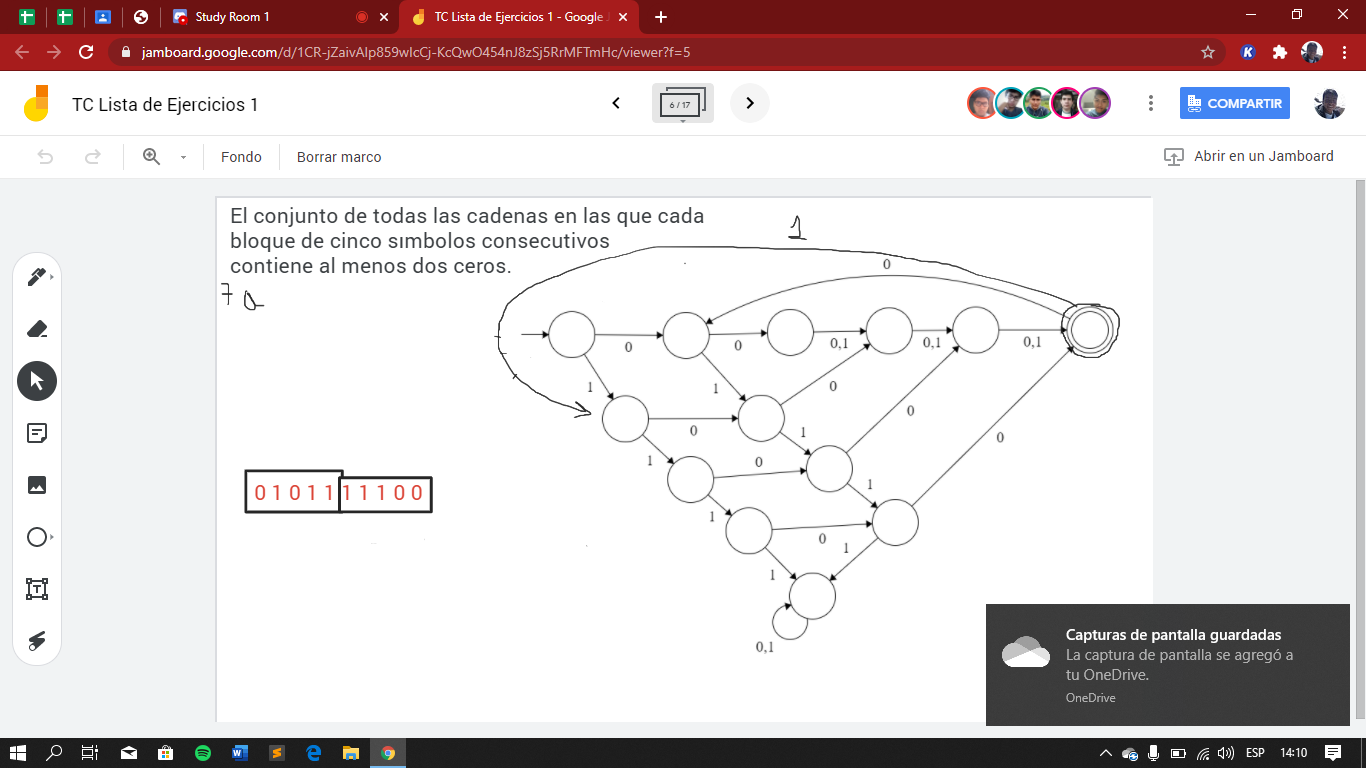 Study Room 1
TC Lista de Ejercicios 1 - Google J
jamboard.google.com/d/1CR-jZaivAlp859wIcCj-KcQwO454nJ8zSj5RrMFTmHc/viewer?f=5
TC Lista de Ejercicios 1
6 / 17
COMPARTIR
Fondo
Borrar marco
Abrir en un Jamboard
El conjunto de todas las cadenas en las que cada
bloque de cinco sımbolos consecutivos
contiene al menos dos ceros.
7a
1
0
0
0
0,1
0,1
0,1
1
1
0
0
1
0
1
0
1
0
1
0
1
1
1
0,1
0 1 0 1 1 1 1 1 0 0
Capturas de pantalla guardadas
La captura de pantalla se agregó a
tu OneDrive.
OneDrive
ESP
14:10